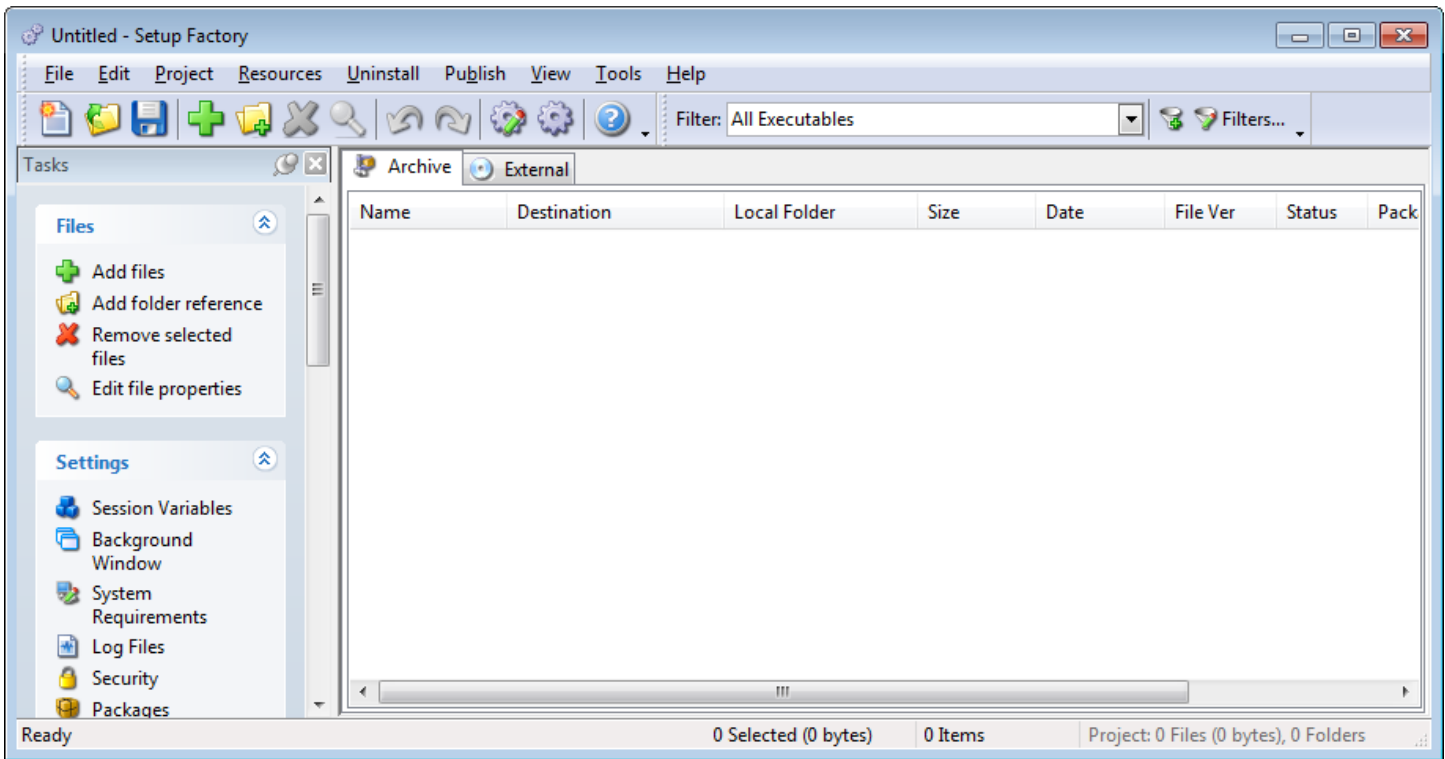 Untitled - Setup Factory
File Edit Project Resources Uninstall Publish View Tools Help
Filter: All Executables Filters...
Tasks
Archive External
Name Destination Local Folder Size Date File Ver Status Pack
Files
Add files
Add folder reference
Remove selected
files
Edit file properties
Settings
Session Variables
Background
Window
System
Requirements
Log Files
Security
Packages
Ready 0 Selected (0 bytes) 0 Items Project: 0 Files (0 bytes), 0 Folders